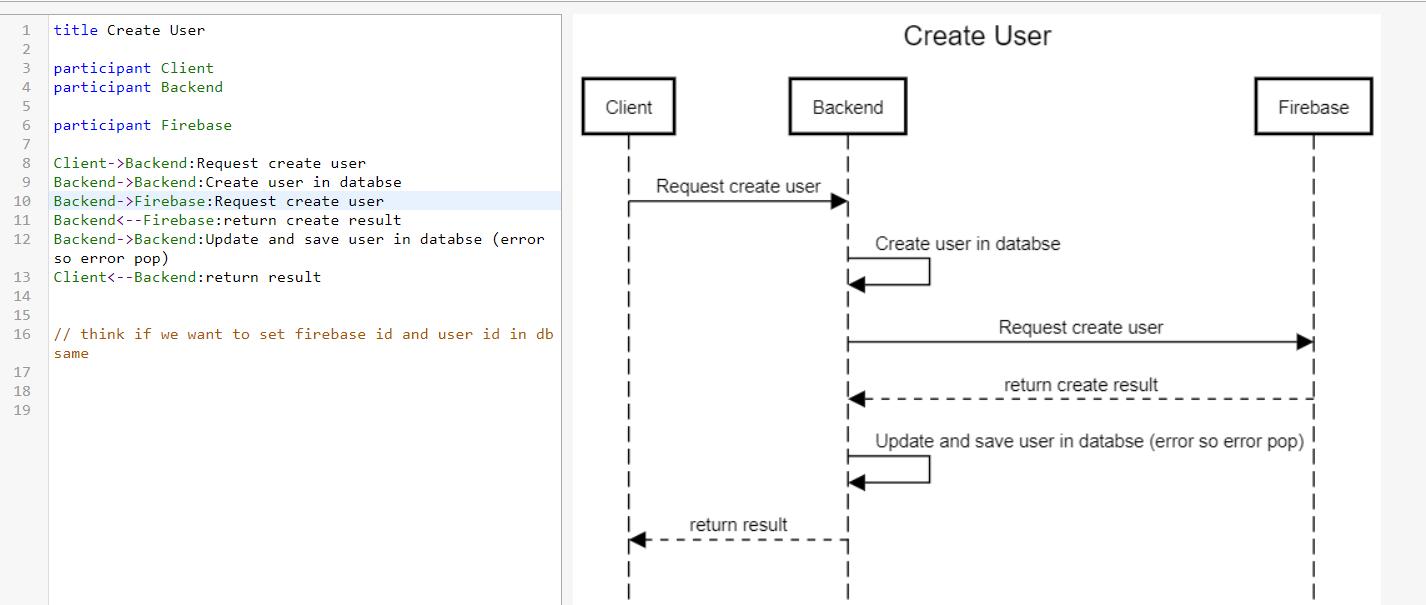 1 title Create User
2
3 participant Client
4 participant Backend
5
6 participant Firebase
7
8 Client->Backend:Request create user
9 Backend->Backend:Create user in databse
10 Backend->Firebase:Request create user
11 Backend<--Firebase:return create result
12 Backend->Backend:Update and save user in databse (error
so error pop)
13 Client<--Backend:return result
14
15
16 // think if we want to set firebase id and user id in db
same
17
18
19
Create User
Client Backend Firebase
Request create user
Create user in databse
Request create user
return create result
Update and save user in databse (error so error pop)
return result